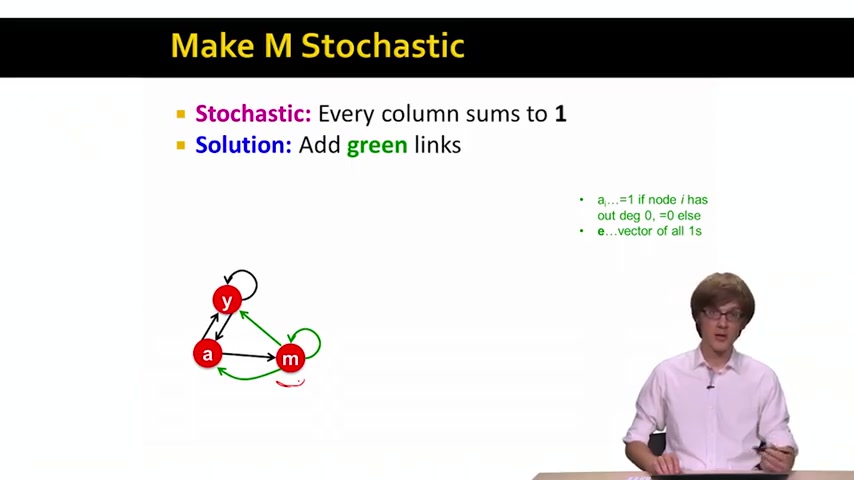 Make M Stochastic
Stochastic: Every column sums to 1
Solution: Add green links
aᵢ…=1 if node i has
out deg 0, =0 else
e…vector of all 1s
y
a
m